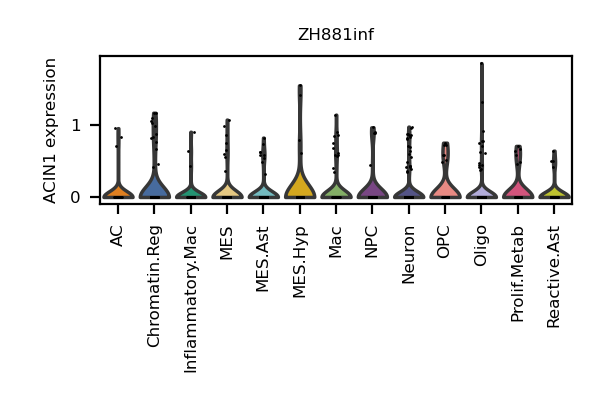 ZH881inf
ACIN1 expression
1
0
AC
Chromatin.Reg
Inflammatory.Mac
MES
MES.Ast
MES.Hyp
Mac
NPC
Neuron
OPC
Oligo
Prolif.Metab
Reactive.Ast